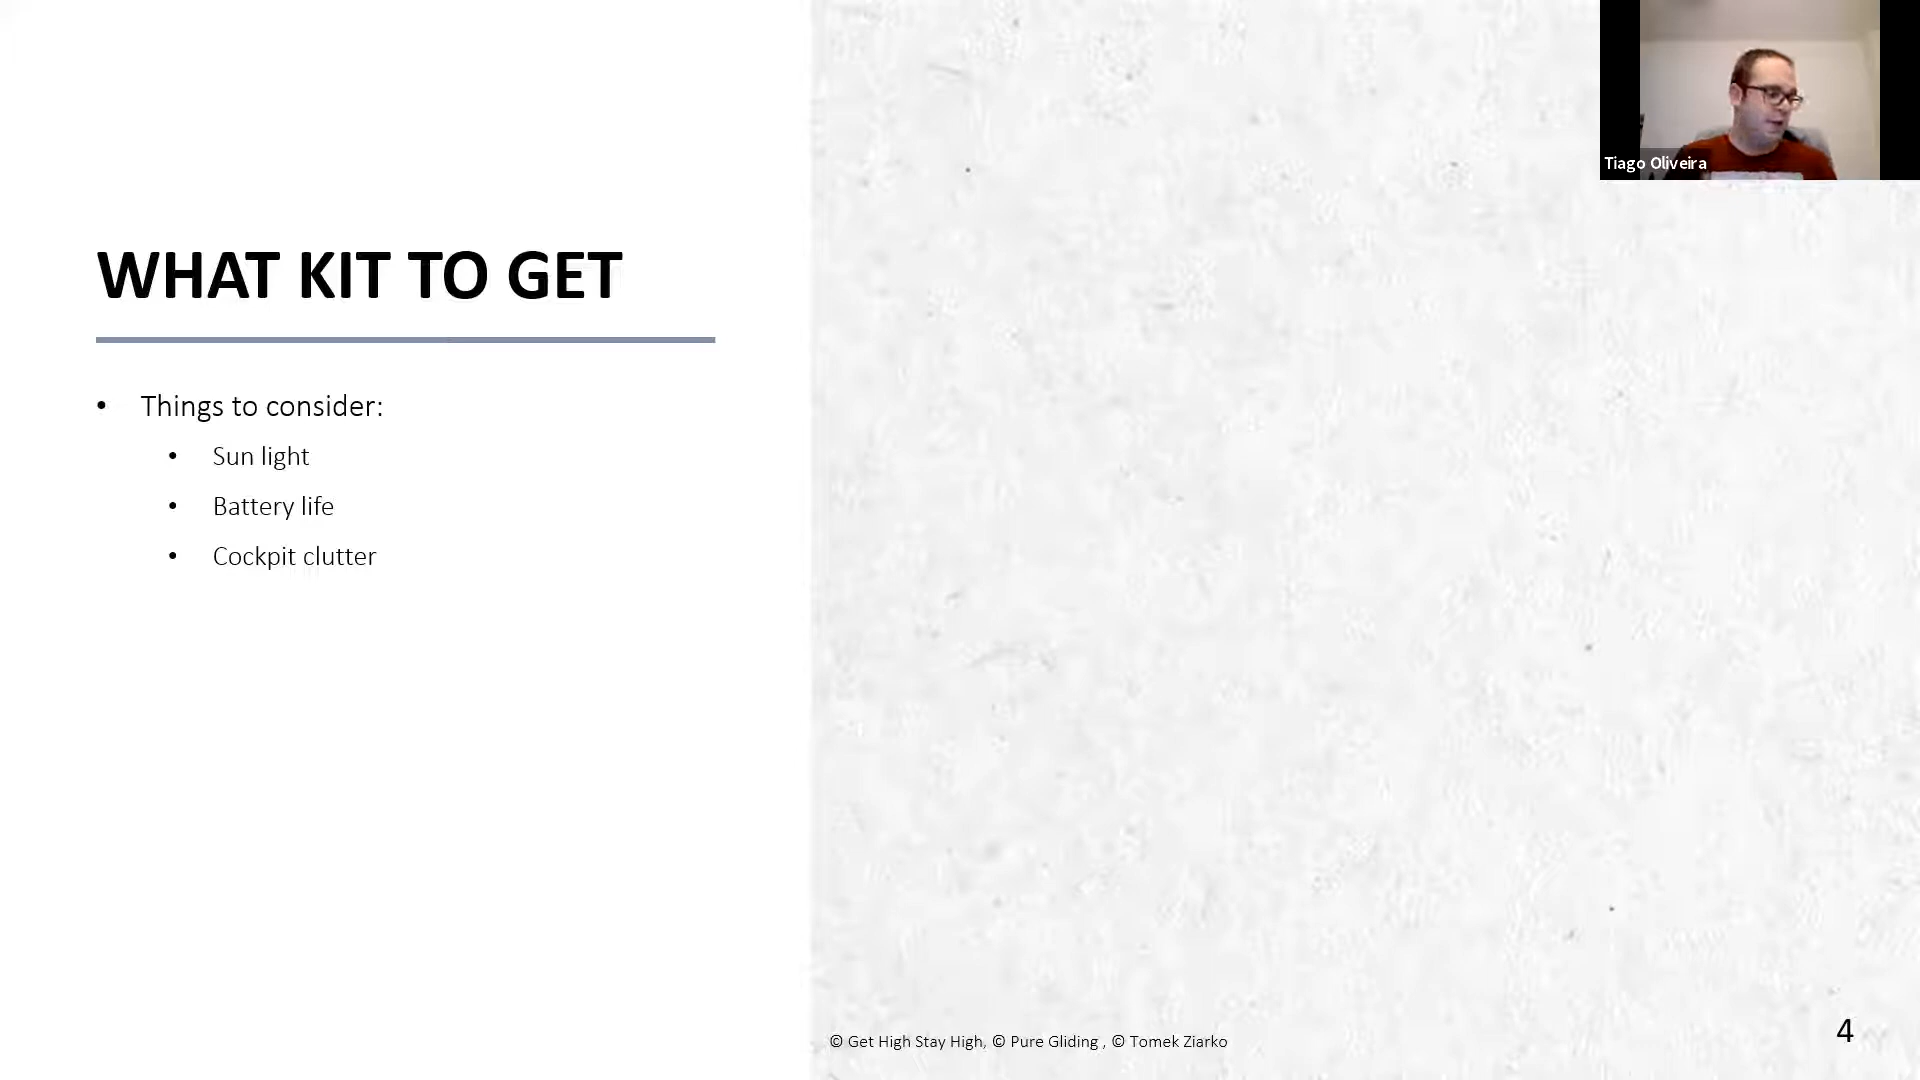 Tiago Oliveira
WHAT KIT TO GET
• Things to consider:
• Sun light
• Battery life
• Cockpit clutter
© Get High Stay High, © Pure Gliding , © Tomek Ziarko
4